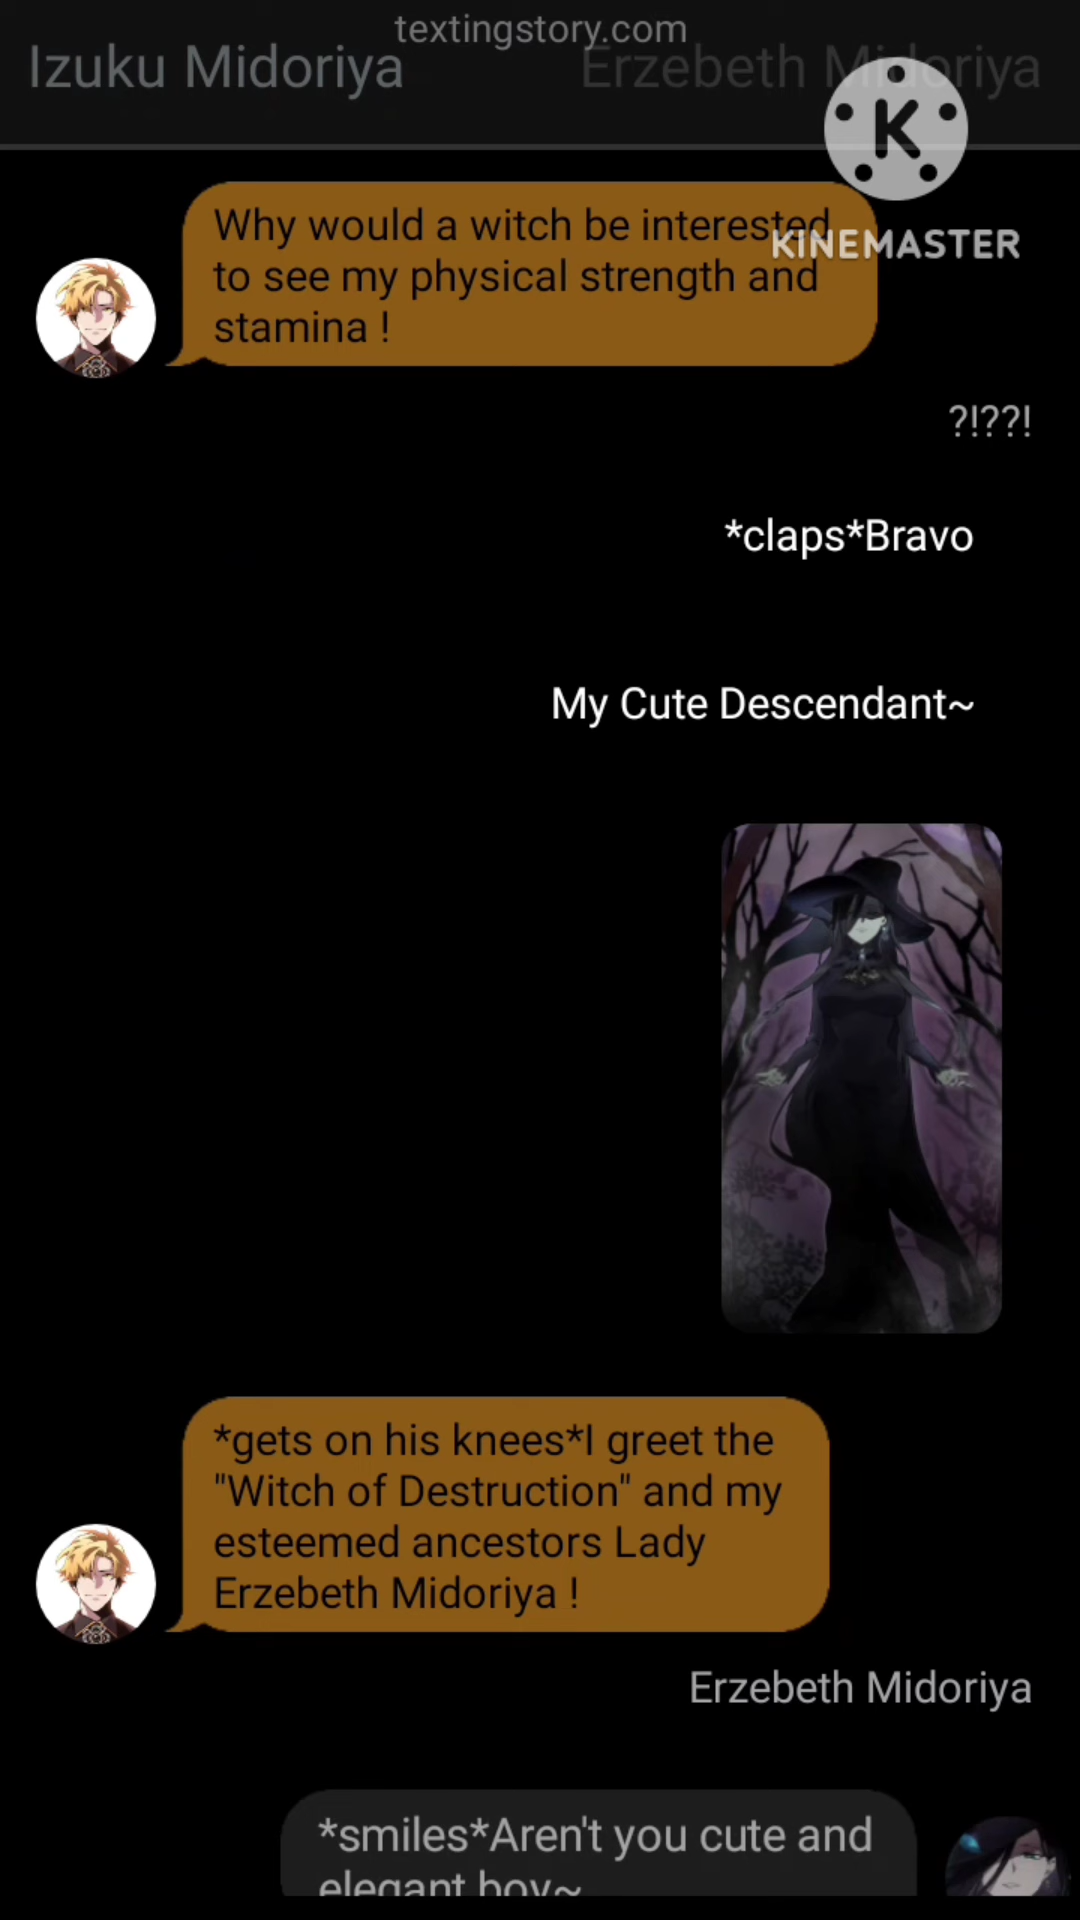 textingstory.com
Izuku Midoriya
Erzebeth Midoriya
K
KINEMASTER
Why would a witch be interested
to see my physical strength and
stamina !
?!??!
*claps*Bravo
My Cute Descendant~
*gets on his knees*I greet the
"Witch of Destruction" and my
esteemed ancestors Lady
Erzebeth Midoriya !
Erzebeth Midoriya
*smiles*Aren't you cute and
elegant boy~